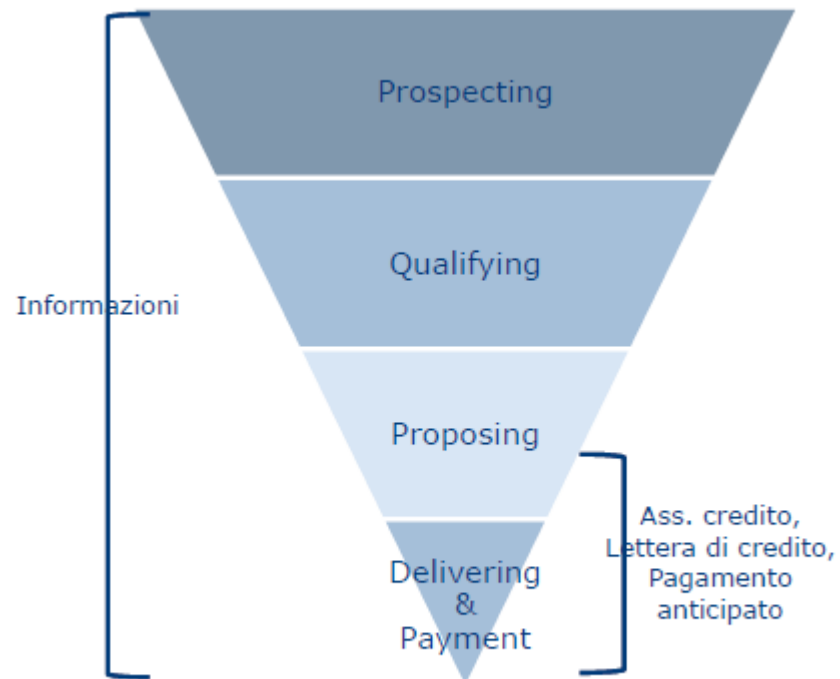 Prospecting
Qualifying
Informazioni
Proposing
Ass. credito,
Lettera di credito,
Pagamento
anticipato
Delivering
&
Payment